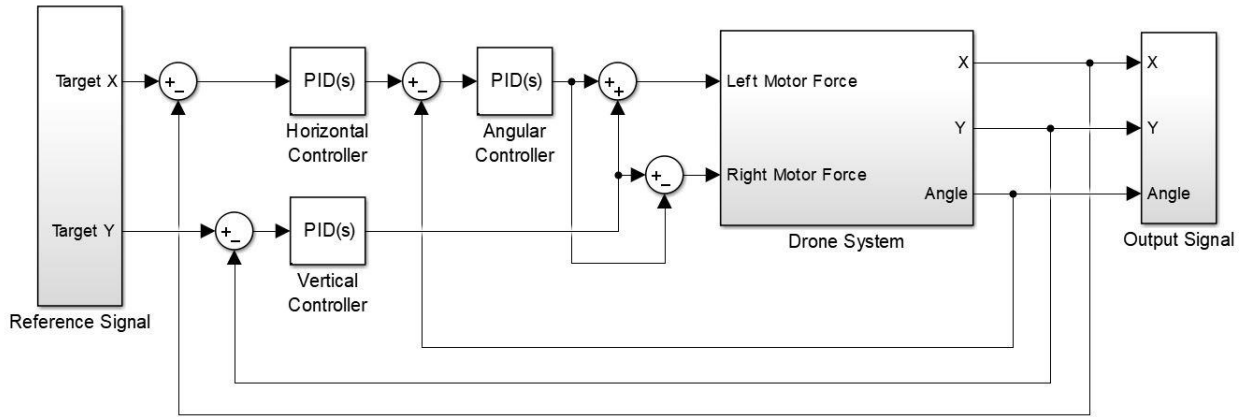 Target X
Target Y
Reference Signal
+
−
PID(s)
Horizontal
Controller
+
−
PID(s)
Angular
Controller
+
+
+
−
PID(s)
Vertical
Controller
+
−
Left Motor Force
Right Motor Force
X
Y
Angle
Drone System
X
Y
Angle
Output Signal